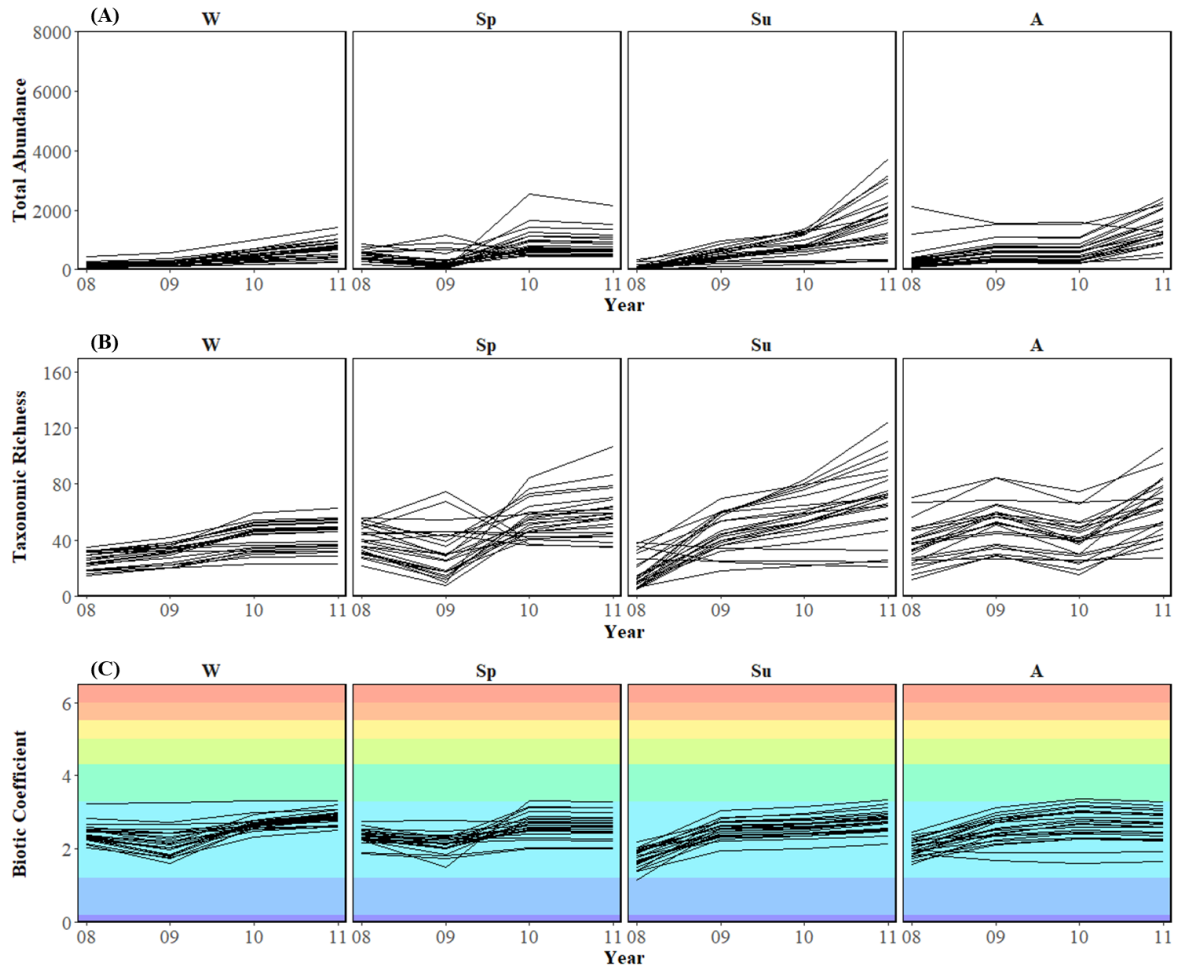 (A) W Sp Su A
8000
6000
4000
2000
0
Total Abundance
08 09 10 11 08 09 10 11 08 09 10 11 08 09 10 11
Year
(B) W Sp Su A
160
120
80
40
0
Taxonomic Richness
08 09 10 11 08 09 10 11 08 09 10 11 08 09 10 11
Year
(C) W Sp Su A
6
4
2
0
Biotic Coefficient
08 09 10 11 08 09 10 11 08 09 10 11 08 09 10 11
Year